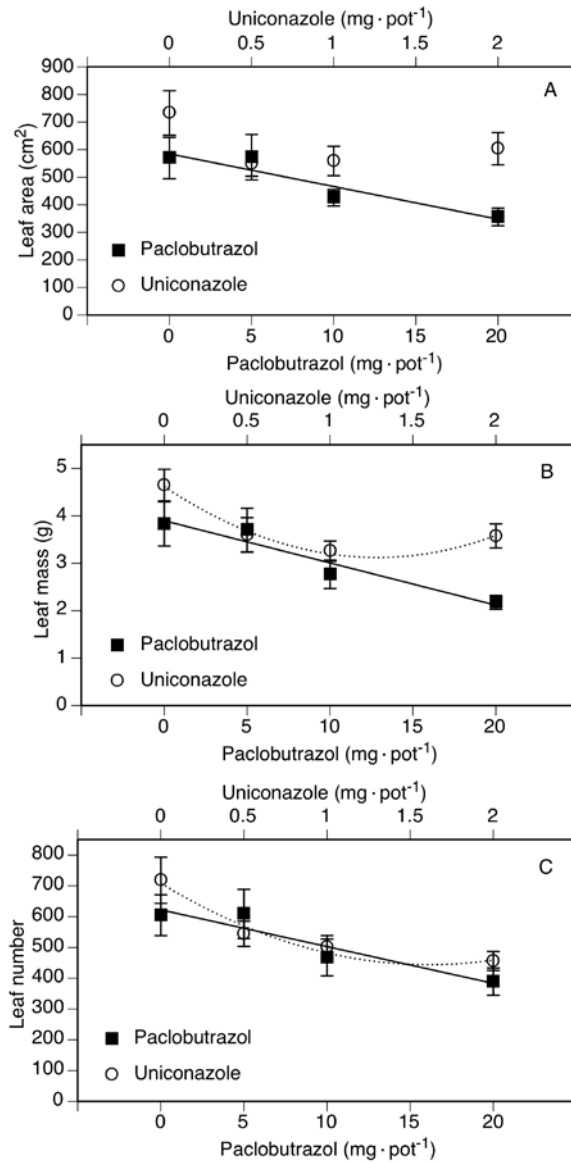 Uniconazole (mg · pot⁻¹)
0 0.5 1 1.5 2
A
900
800
700
600
500
400
300
200
100
0
Leaf area (cm²)
Paclobutrazol
Uniconazole
0 5 10 15 20
Paclobutrazol (mg · pot⁻¹)
Uniconazole (mg · pot⁻¹)
0 0.5 1 1.5 2
B
5
4
3
2
1
0
Leaf mass (g)
Paclobutrazol
Uniconazole
0 5 10 15 20
Paclobutrazol (mg · pot⁻¹)
Uniconazole (mg · pot⁻¹)
0 0.5 1 1.5 2
C
800
700
600
500
400
300
200
100
0
Leaf number
Paclobutrazol
Uniconazole
0 5 10 15 20
Paclobutrazol (mg · pot⁻¹)